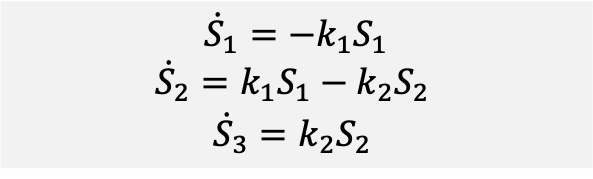 Ṡ₁ = −k₁S₁
Ṡ₂ = k₁S₁ − k₂S₂
Ṡ₃ = k₂S₂